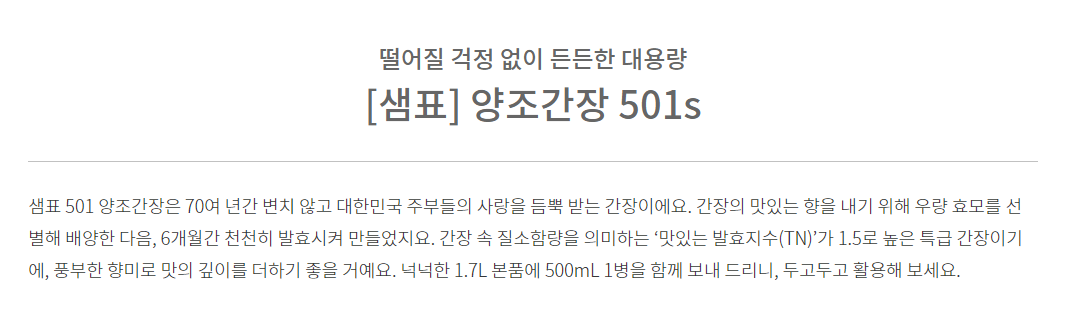 떨어질 걱정 없이 든든한 대용량
[샘표] 양조간장 501s
샘표 501 양조간장은 70여 년간 변치 않고 대한민국 주부들의 사랑을 듬뿍 받는 간장이에요. 간장의 맛있는 향을 내기 위해 우량 효모를 선
별해 배양한 다음, 6개월간 천천히 발효시켜 만들었지요. 간장 속 질소함량을 의미하는 ‘맛있는 발효지수(TN)’가 1.5로 높은 특급 간장이기
에, 풍부한 향미로 맛의 깊이를 더하기 좋을 거예요. 넉넉한 1.7L 본품에 500mL 1병을 함께 보내 드리니, 두고두고 활용해 보세요.